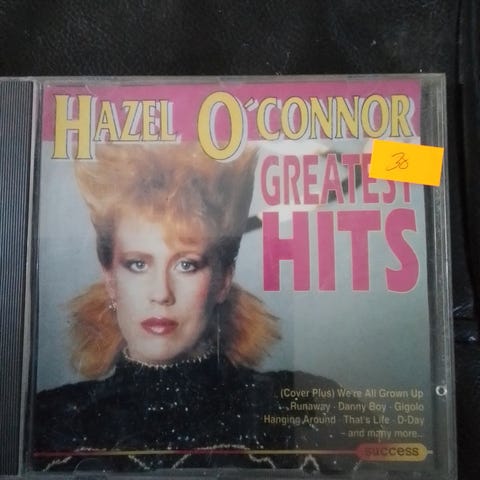 HAZEL O'CONNOR
30
GREATEST
HITS
(Cover Plus) We're All Grown Up
Runaway · Danny Boy · Gigolo
Hanging Around · That's Life · D-Day
- and many more...
success